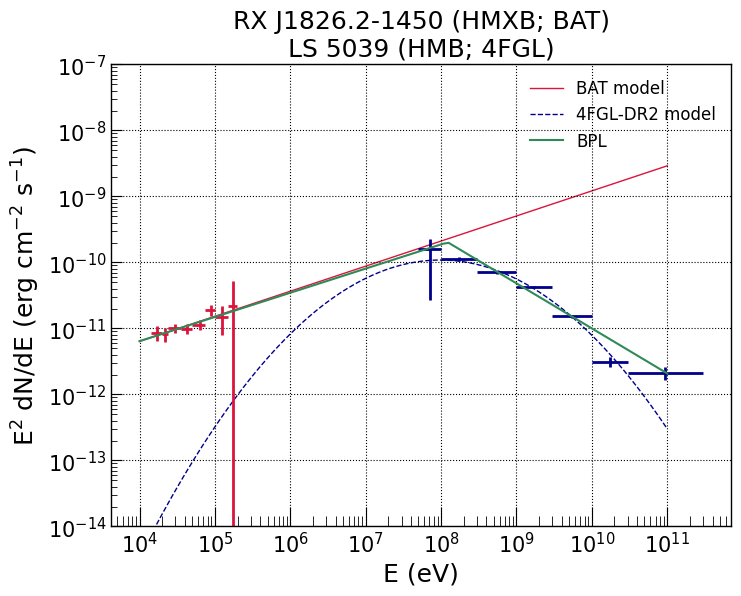 RX J1826.2-1450 (HMXB; BAT)
LS 5039 (HMB; 4FGL)
BAT model
4FGL-DR2 model
BPL
E² dN/dE (erg cm⁻² s⁻¹)
10⁻⁷
10⁻⁸
10⁻⁹
10⁻¹⁰
10⁻¹¹
10⁻¹²
10⁻¹³
10⁻¹⁴
10⁴ 10⁵ 10⁶ 10⁷ 10⁸ 10⁹ 10¹⁰ 10¹¹
E (eV)